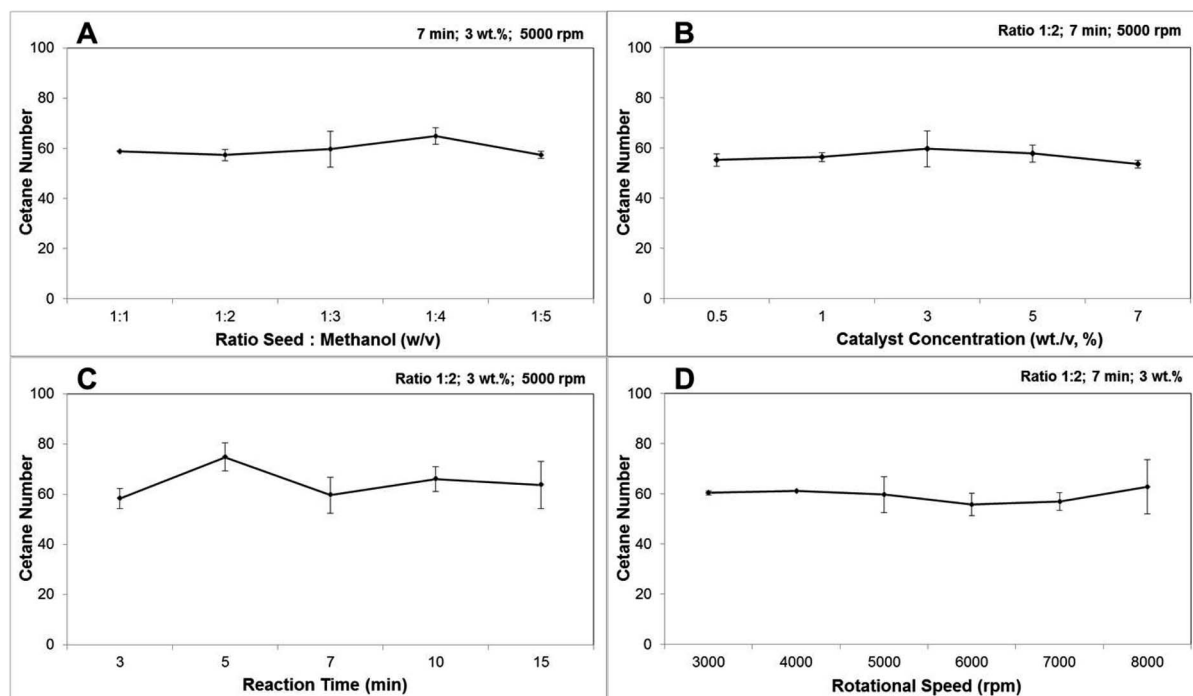 A
7 min; 3 wt.%; 5000 rpm
Cetane Number
100
80
60
40
20
0
1:1 1:2 1:3 1:4 1:5
Ratio Seed : Methanol (w/v)
B
Ratio 1:2; 7 min; 5000 rpm
Cetane Number
100
80
60
40
20
0
0.5 1 3 5 7
Catalyst Concentration (wt./v, %)
C
Ratio 1:2; 3 wt.%; 5000 rpm
Cetane Number
100
80
60
40
20
0
3 5 7 10 15
Reaction Time (min)
D
Ratio 1:2; 7 min; 3 wt.%
Cetane Number
100
80
60
40
20
0
3000 4000 5000 6000 7000 8000
Rotational Speed (rpm)